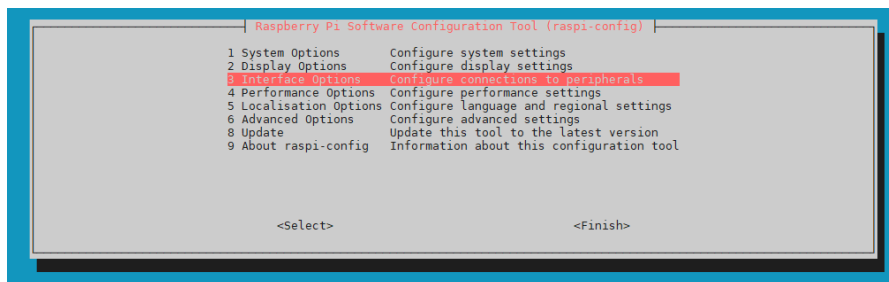 Raspberry Pi Software Configuration Tool (raspi-config)
1 System Options Configure system settings
2 Display Options Configure display settings
3 Interface Options Configure connections to peripherals
4 Performance Options Configure performance settings
5 Localisation Options Configure language and regional settings
6 Advanced Options Configure advanced settings
8 Update Update this tool to the latest version
9 About raspi-config Information about this configuration tool
<Select> <Finish>